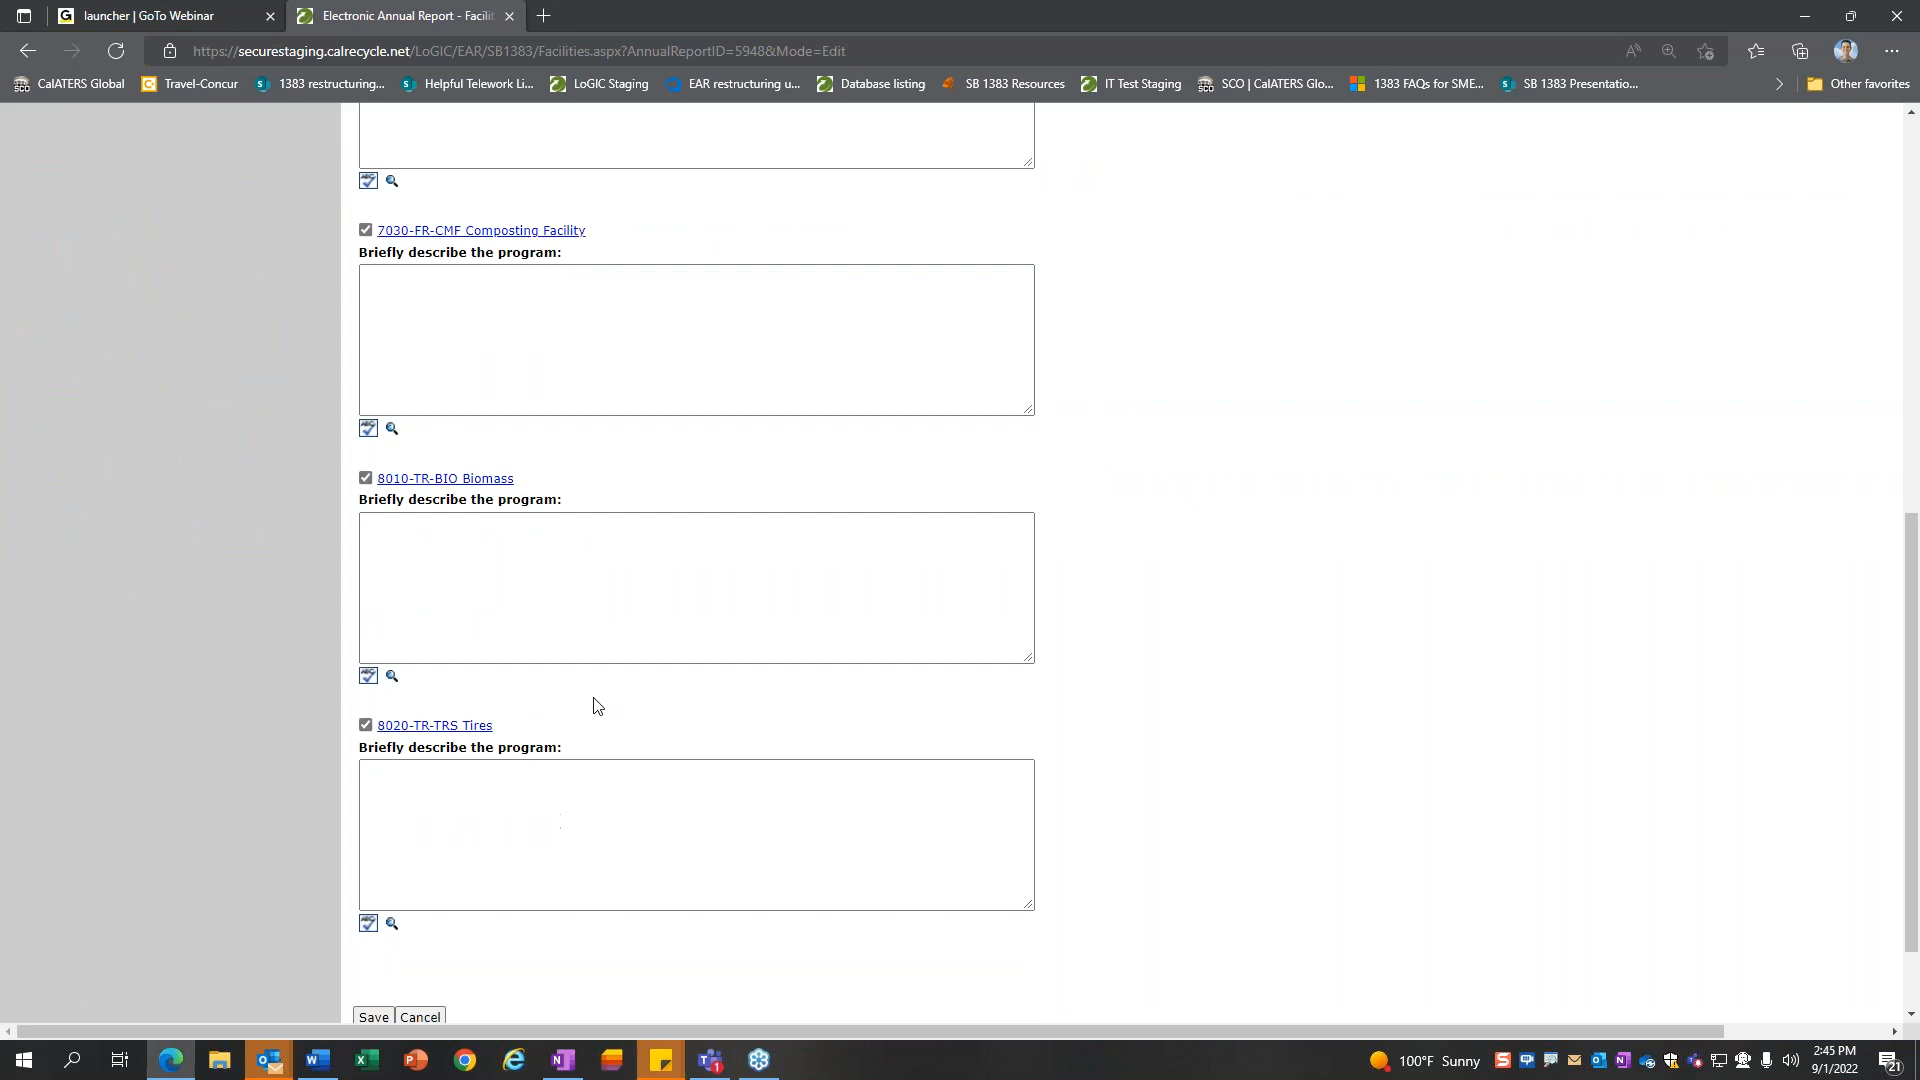 launcher | GoTo Webinar
Electronic Annual Report - Facilit
https://securestaging.calrecycle.net/LoGIC/EAR/SB1383/Facilities.aspx?AnnualReportID=5948&Mode=Edit
CalATERS Global
Travel-Concur
1383 restructuring...
Helpful Telework Li...
LoGIC Staging
EAR restructuring u...
Database listing
SB 1383 Resources
IT Test Staging
SCO | CalATERS Glo...
1383 FAQs for SME...
SB 1383 Presentatio...
Other favorites
7030-FR-CMF Composting Facility
Briefly describe the program:
8010-TR-BIO Biomass
Briefly describe the program:
8020-TR-TRS Tires
Briefly describe the program:
Save Cancel
100°F Sunny
2:45 PM
9/1/2022
21